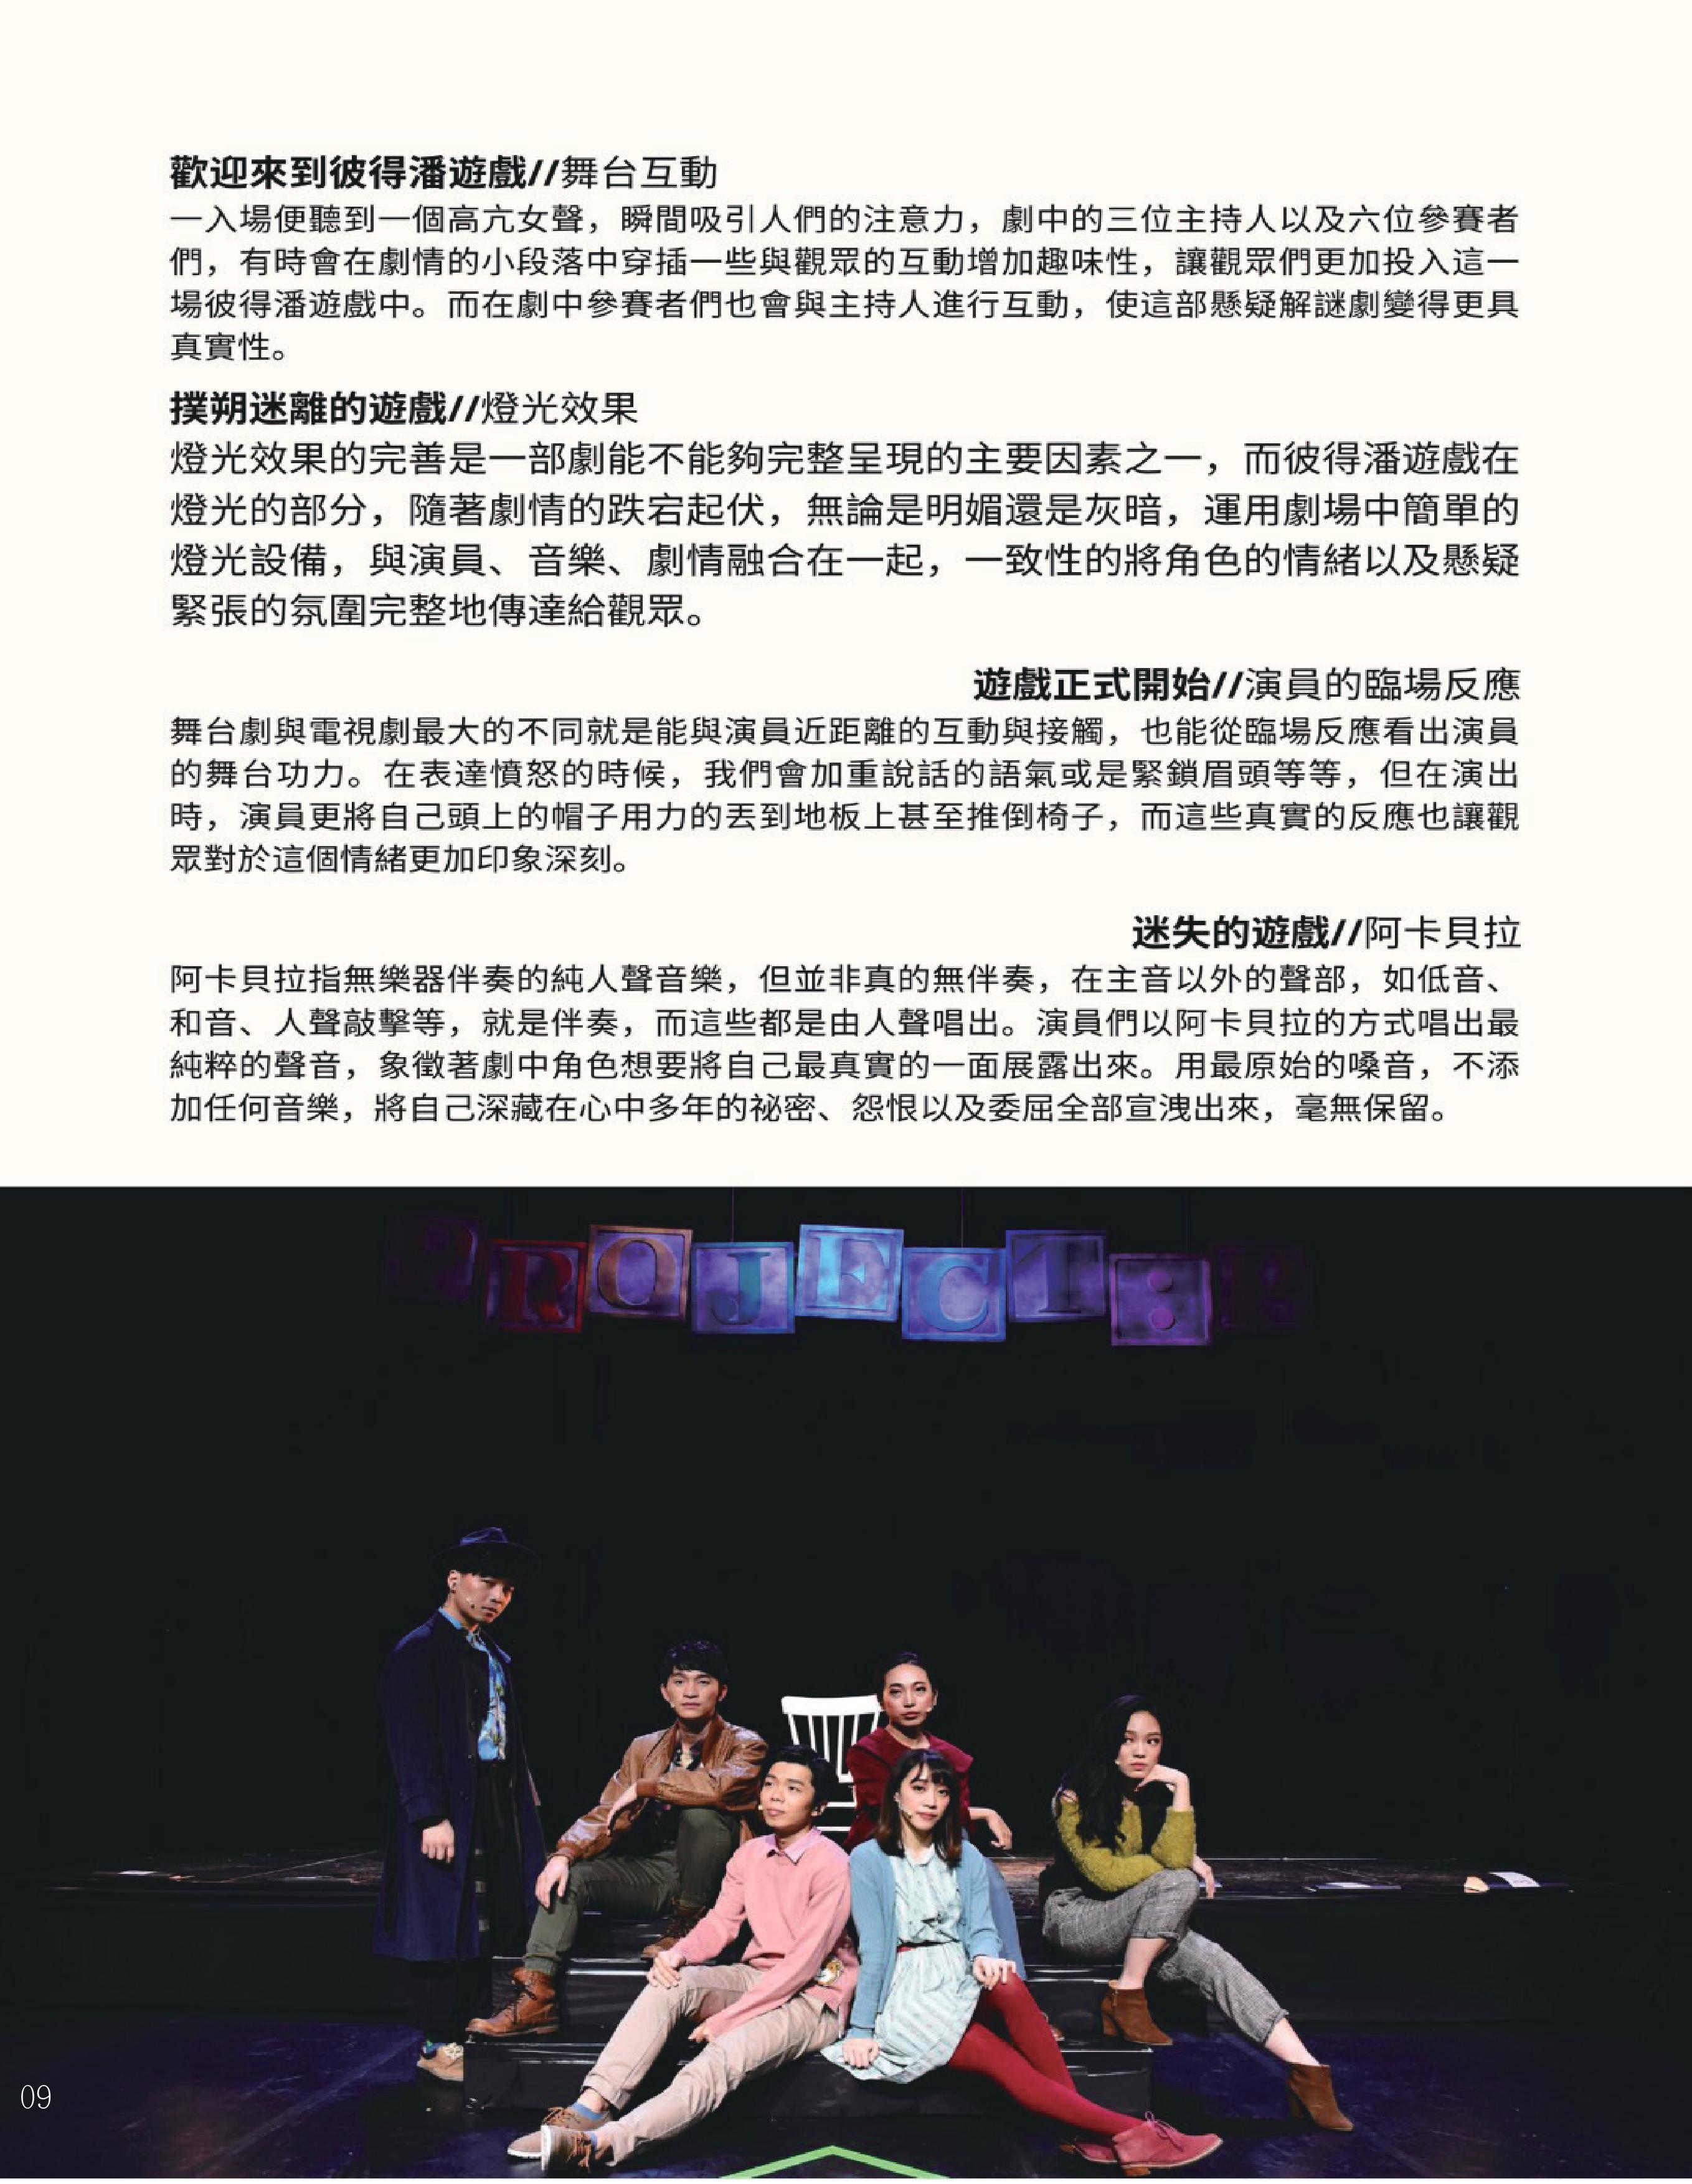 歡迎來到彼得潘遊戲//舞台互動
一入場便聽到一個高亢女聲，瞬間吸引人們的注意力，劇中的三位主持人以及六位參賽者
們，有時會在劇情的小段落中穿插一些與觀眾的互動增加趣味性，讓觀眾們更加投入這一
場彼得潘遊戲中。而在劇中參賽者們也會與主持人進行互動，使這部懸疑解謎劇變得更具
真實性。
撲朔迷離的遊戲//燈光效果
燈光效果的完善是一部劇能不能夠完整呈現的主要因素之一，而彼得潘遊戲在
燈光的部分，隨著劇情的跌宕起伏，無論是明媚還是灰暗，運用劇場中簡單的
燈光設備，與演員、音樂、劇情融合在一起，一致性的將角色的情緒以及懸疑
緊張的氛圍完整地傳達給觀眾。
遊戲正式開始//演員的臨場反應
舞台劇與電視劇最大的不同就是能與演員近距離的互動與接觸，也能從臨場反應看出演員
的舞台功力。在表達憤怒的時候，我們會加重說話的語氣或是緊鎖眉頭等等，但在演出
時，演員更將自己頭上的帽子用力的丟到地板上甚至推倒椅子，而這些真實的反應也讓觀
眾對於這個情緒更加印象深刻。
迷失的遊戲//阿卡貝拉
阿卡貝拉指無樂器伴奏的純人聲音樂，但並非真的無伴奏，在主音以外的聲部，如低音、
和音、人聲敲擊等，就是伴奏，而這些都是由人聲唱出。演員們以阿卡貝拉的方式唱出最
純粹的聲音，象徵著劇中角色想要將自己最真實的一面展露出來。用最原始的嗓音，不添
加任何音樂，將自己深藏在心中多年的祕密、怨恨以及委屈全部宣洩出來，毫無保留。
PROJECT:P
09